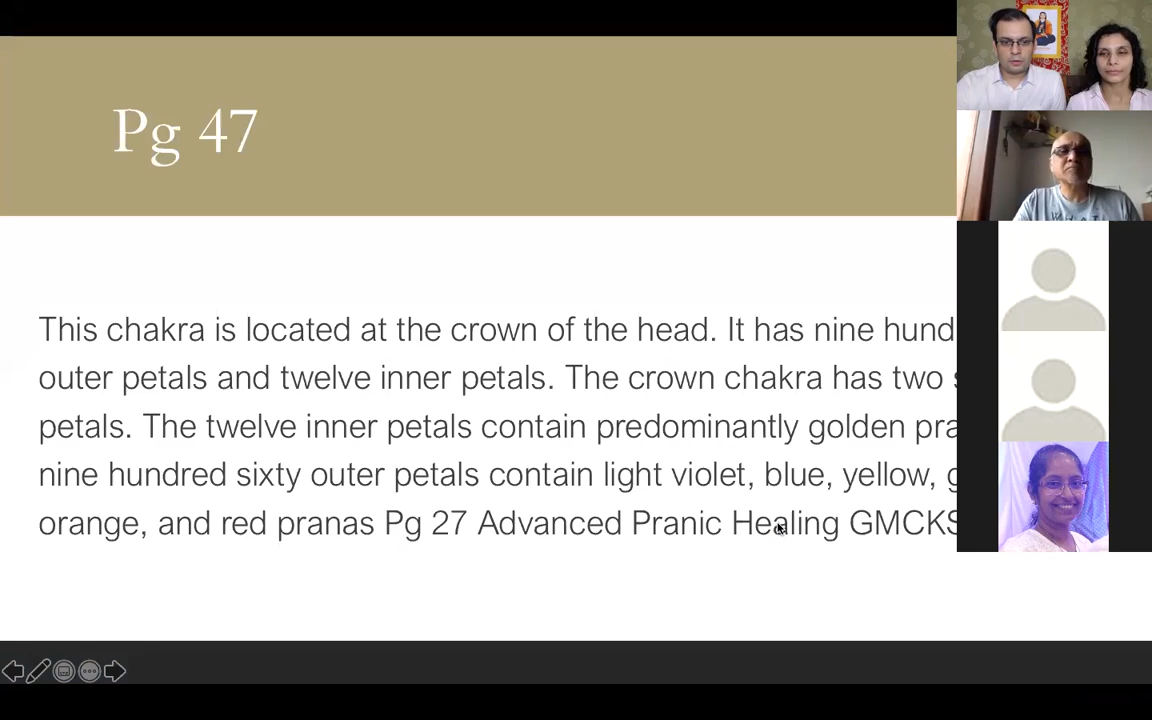 Pg 47
This chakra is located at the crown of the head. It has nine hund
outer petals and twelve inner petals. The crown chakra has two
petals. The twelve inner petals contain predominantly golden pra
nine hundred sixty outer petals contain light violet, blue, yellow, g
orange, and red pranas Pg 27 Advanced Pranic Healing GMCKS